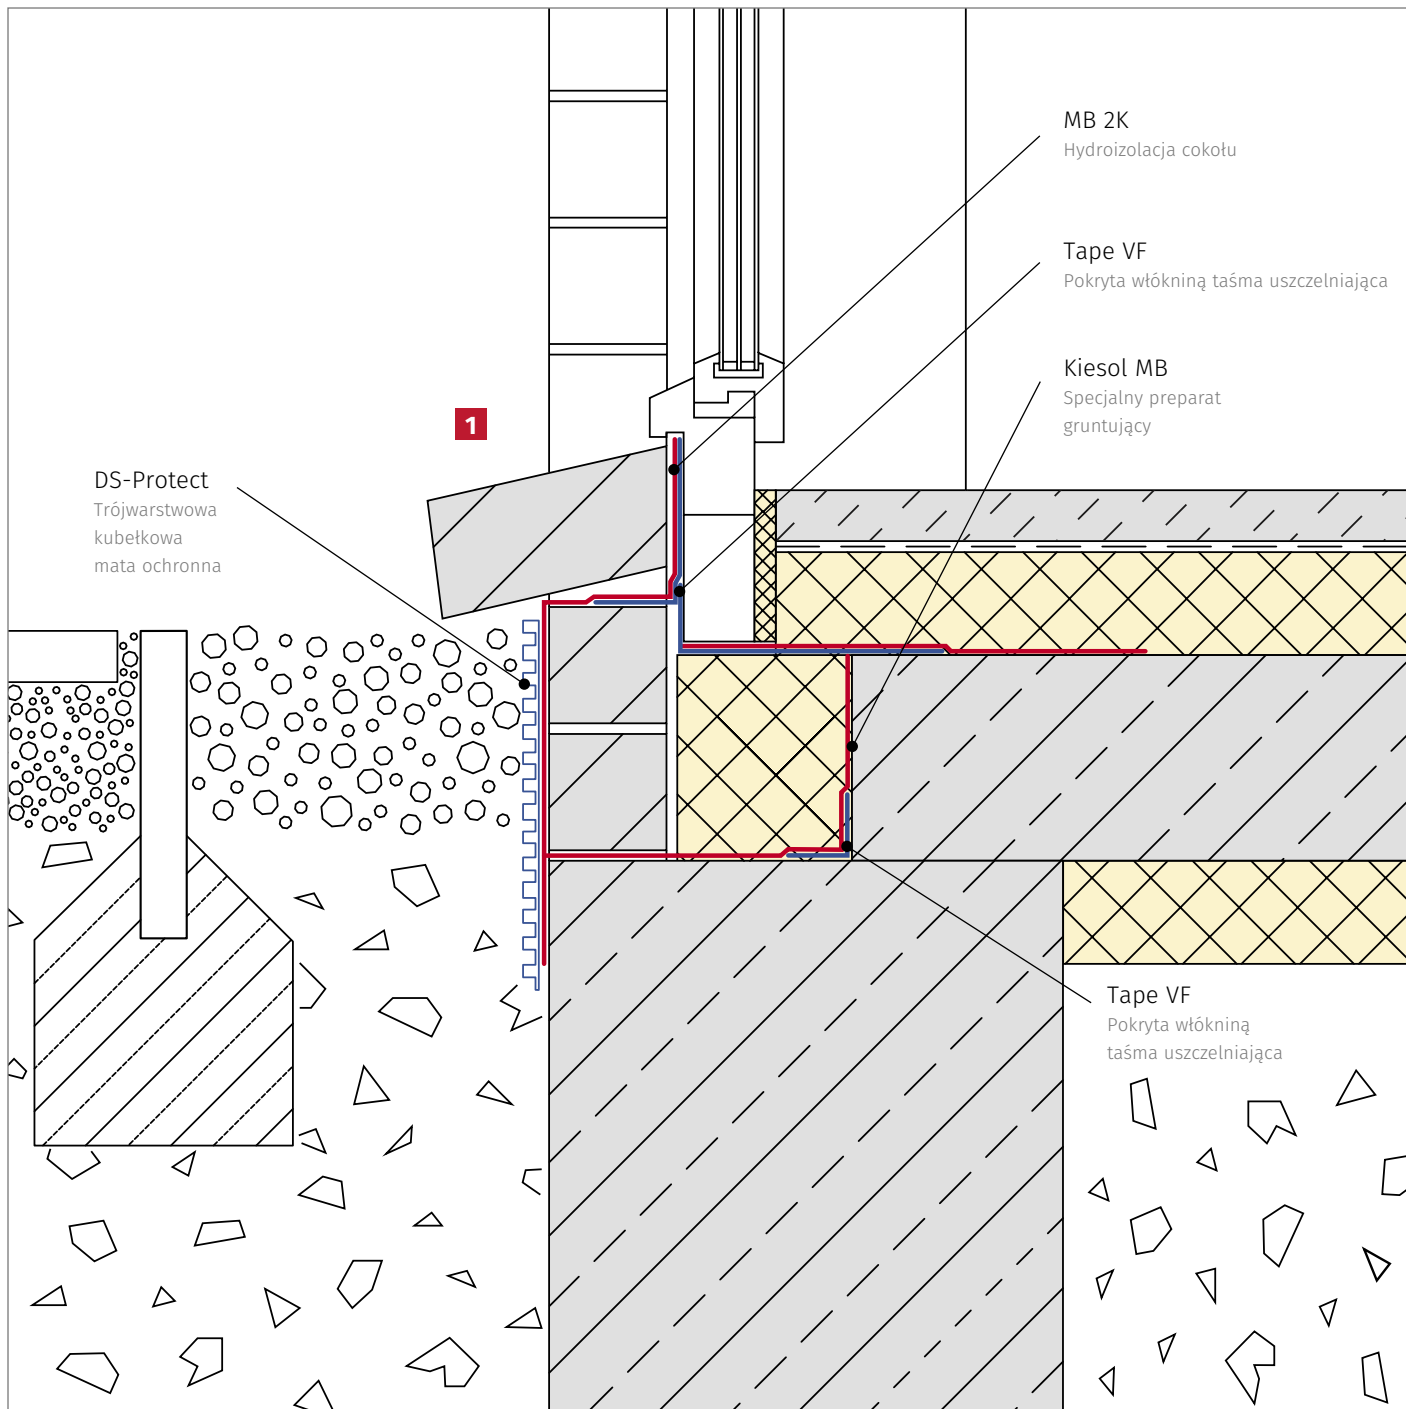 MB 2K
Hydroizolacja cokołu
Tape VF
Pokryta włókniną taśma uszczelniająca
Kiesol MB
Specjalny preparat
gruntujący
1
DS-Protect
Trójwarstwowa
kubełkowa
mata ochronna
Tape VF
Pokryta włókniną
taśma uszczelniająca